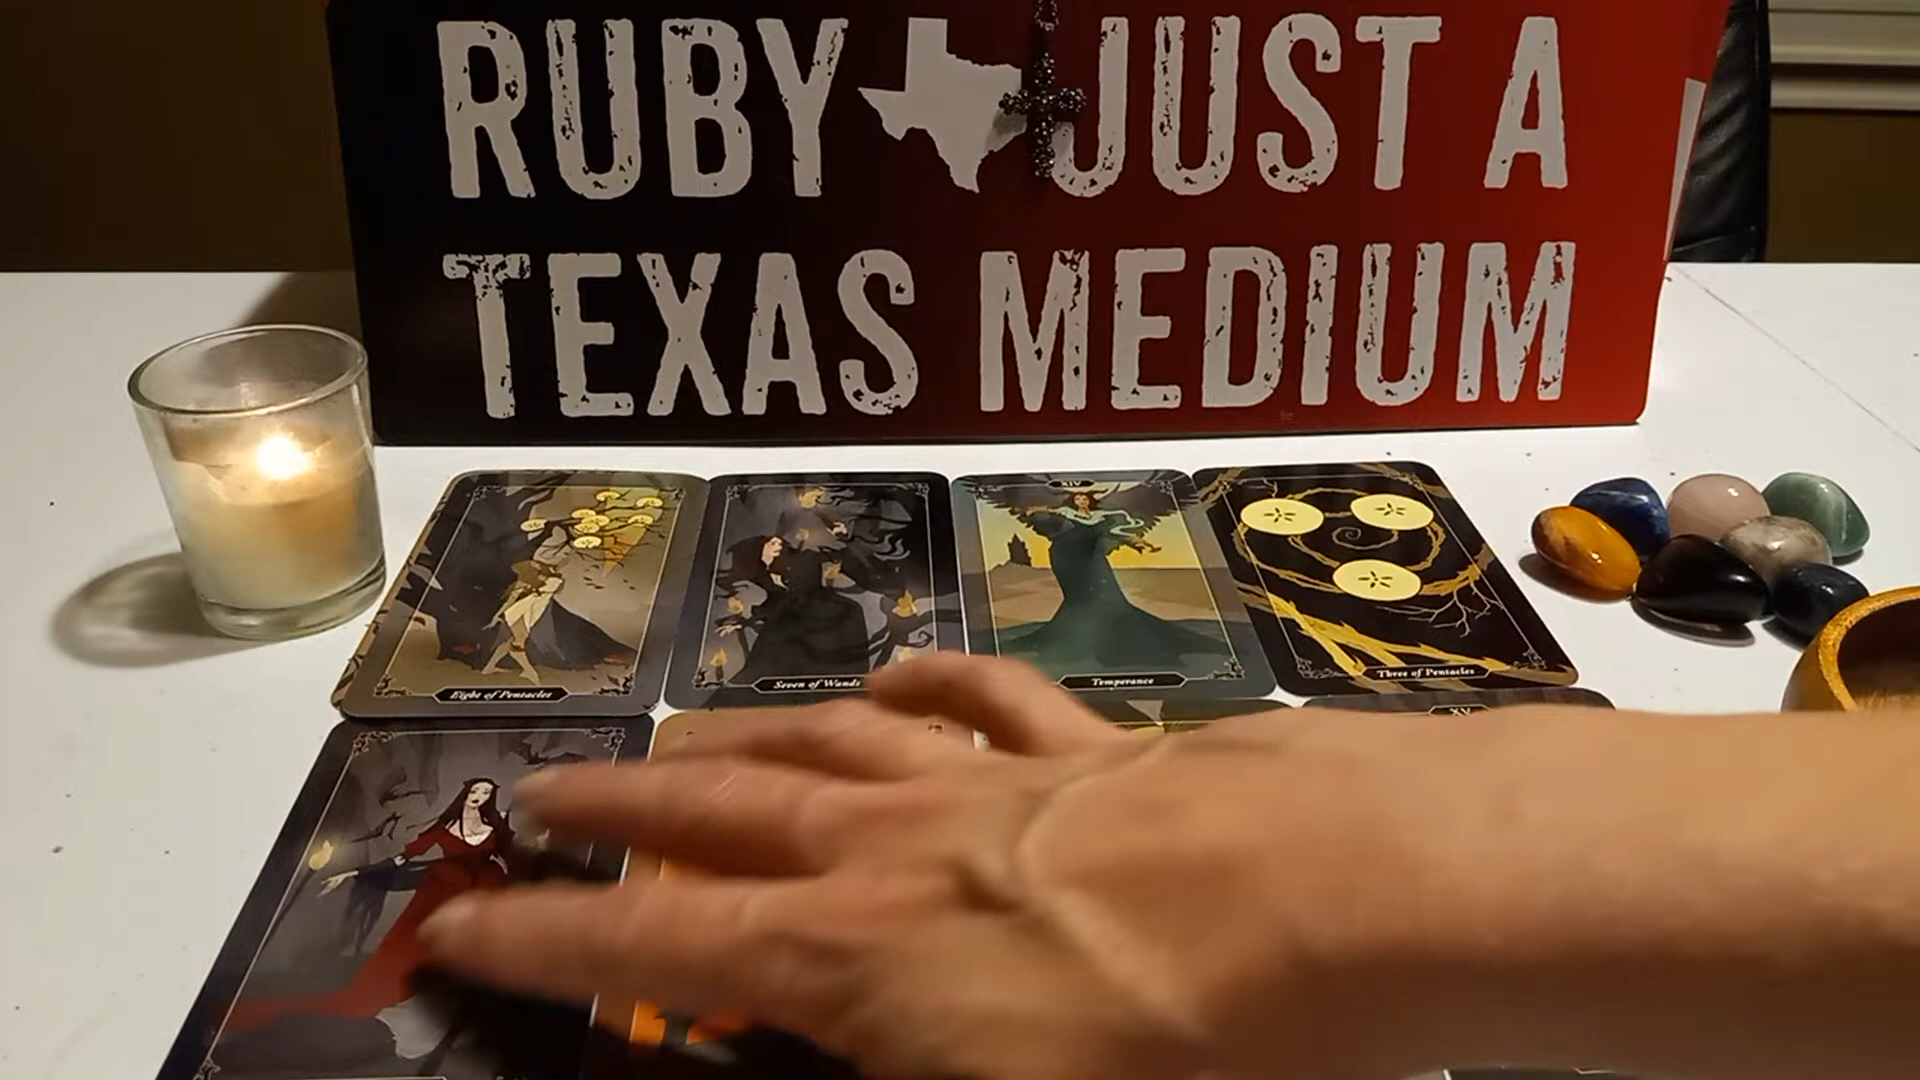 RUBY JUST A
TEXAS MEDIUM
XIV
Eight of Pentacles
Seven of Wands
Temperance
Three of Pentacles
XV